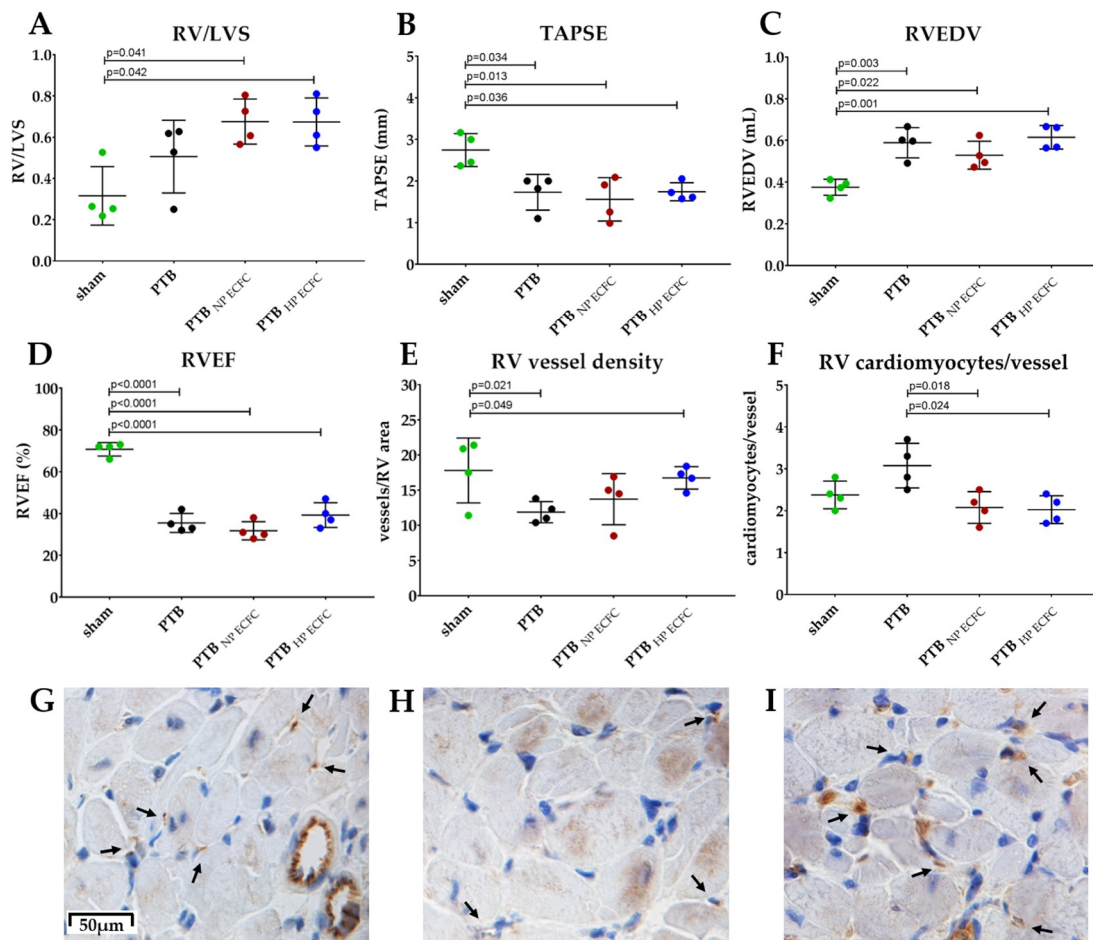 A
RV/LVS
p=0.041
p=0.042
RV/LVS
1.0
0.8
0.6
0.4
0.2
0.0
sham
PTB
PTB NP ECFC
PTB HP ECFC
B
TAPSE
p=0.034
p=0.013
p=0.036
TAPSE (mm)
5
4
3
2
1
0
sham
PTB
PTB NP ECFC
PTB HP ECFC
C
RVEDV
p=0.003
p=0.022
p=0.001
RVEDV (mL)
1.0
0.8
0.6
0.4
0.2
0.0
sham
PTB
PTB NP ECFC
PTB HP ECFC
D
RVEF
p<0.0001
p<0.0001
p<0.0001
RVEF (%)
100
80
60
40
20
0
sham
PTB
PTB NP ECFC
PTB HP ECFC
E
RV vessel density
p=0.021
p=0.049
vessels/RV area
30
25
20
15
10
5
0
sham
PTB
PTB NP ECFC
PTB HP ECFC
F
RV cardiomyocytes/vessel
p=0.018
p=0.024
cardiomyocytes/vessel
5
4
3
2
1
0
sham
PTB
PTB NP ECFC
PTB HP ECFC
G
50µm
H
I